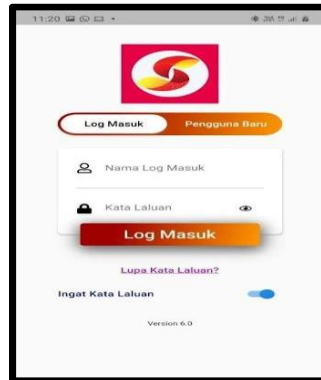 11:20
Log Masuk
Pengguna Baru
Nama Log Masuk
Kata Laluan
Log Masuk
Lupa Kata Laluan?
Ingat Kata Laluan
Version 6.0